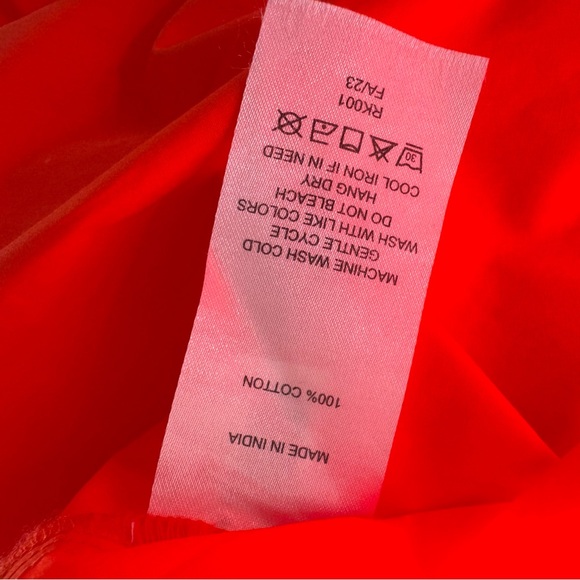 MADE IN INDIA
100% COTTON
MACHINE WASH COLD
GENTLE CYCLE
WASH WITH LIKE COLORS
DO NOT BLEACH
HANG DRY
COOL IRON IF IN NEED
30
RK001
FA/23